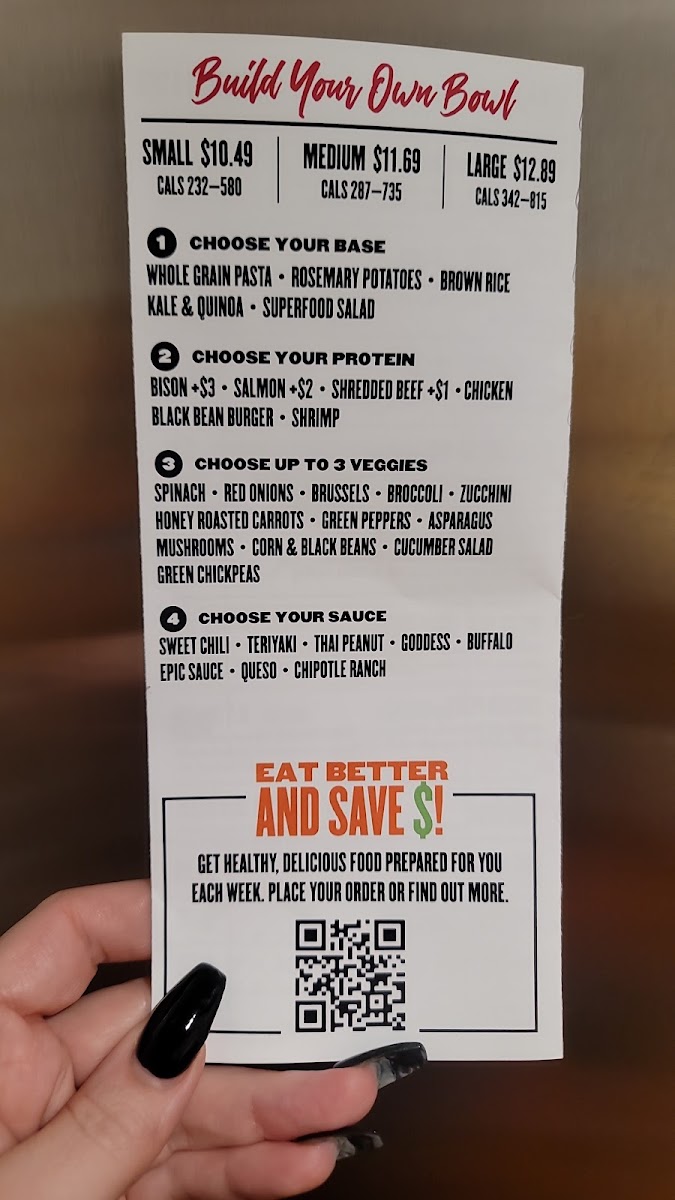 Build Your Own Bowl
SMALL $10.49
CALS 232–580
MEDIUM $11.69
CALS 287–735
LARGE $12.89
CALS 342–815
1 CHOOSE YOUR BASE
WHOLE GRAIN PASTA • ROSEMARY POTATOES • BROWN RICE
KALE & QUINOA • SUPERFOOD SALAD
2 CHOOSE YOUR PROTEIN
BISON +$3 • SALMON +$2 • SHREDDED BEEF +$1 • CHICKEN
BLACK BEAN BURGER • SHRIMP
3 CHOOSE UP TO 3 VEGGIES
SPINACH • RED ONIONS • BRUSSELS • BROCCOLI • ZUCCHINI
HONEY ROASTED CARROTS • GREEN PEPPERS • ASPARAGUS
MUSHROOMS • CORN & BLACK BEANS • CUCUMBER SALAD
GREEN CHICKPEAS
4 CHOOSE YOUR SAUCE
SWEET CHILI • TERIYAKI • THAI PEANUT • GODDESS • BUFFALO
EPIC SAUCE • QUESO • CHIPOTLE RANCH
EAT BETTER
AND SAVE $!
GET HEALTHY, DELICIOUS FOOD PREPARED FOR YOU
EACH WEEK. PLACE YOUR ORDER OR FIND OUT MORE.